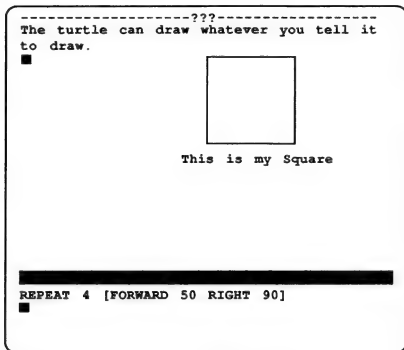 --------------------???-------------------
The turtle can draw whatever you tell it
to draw.
This is my Square
REPEAT 4 [FORWARD 50 RIGHT 90]